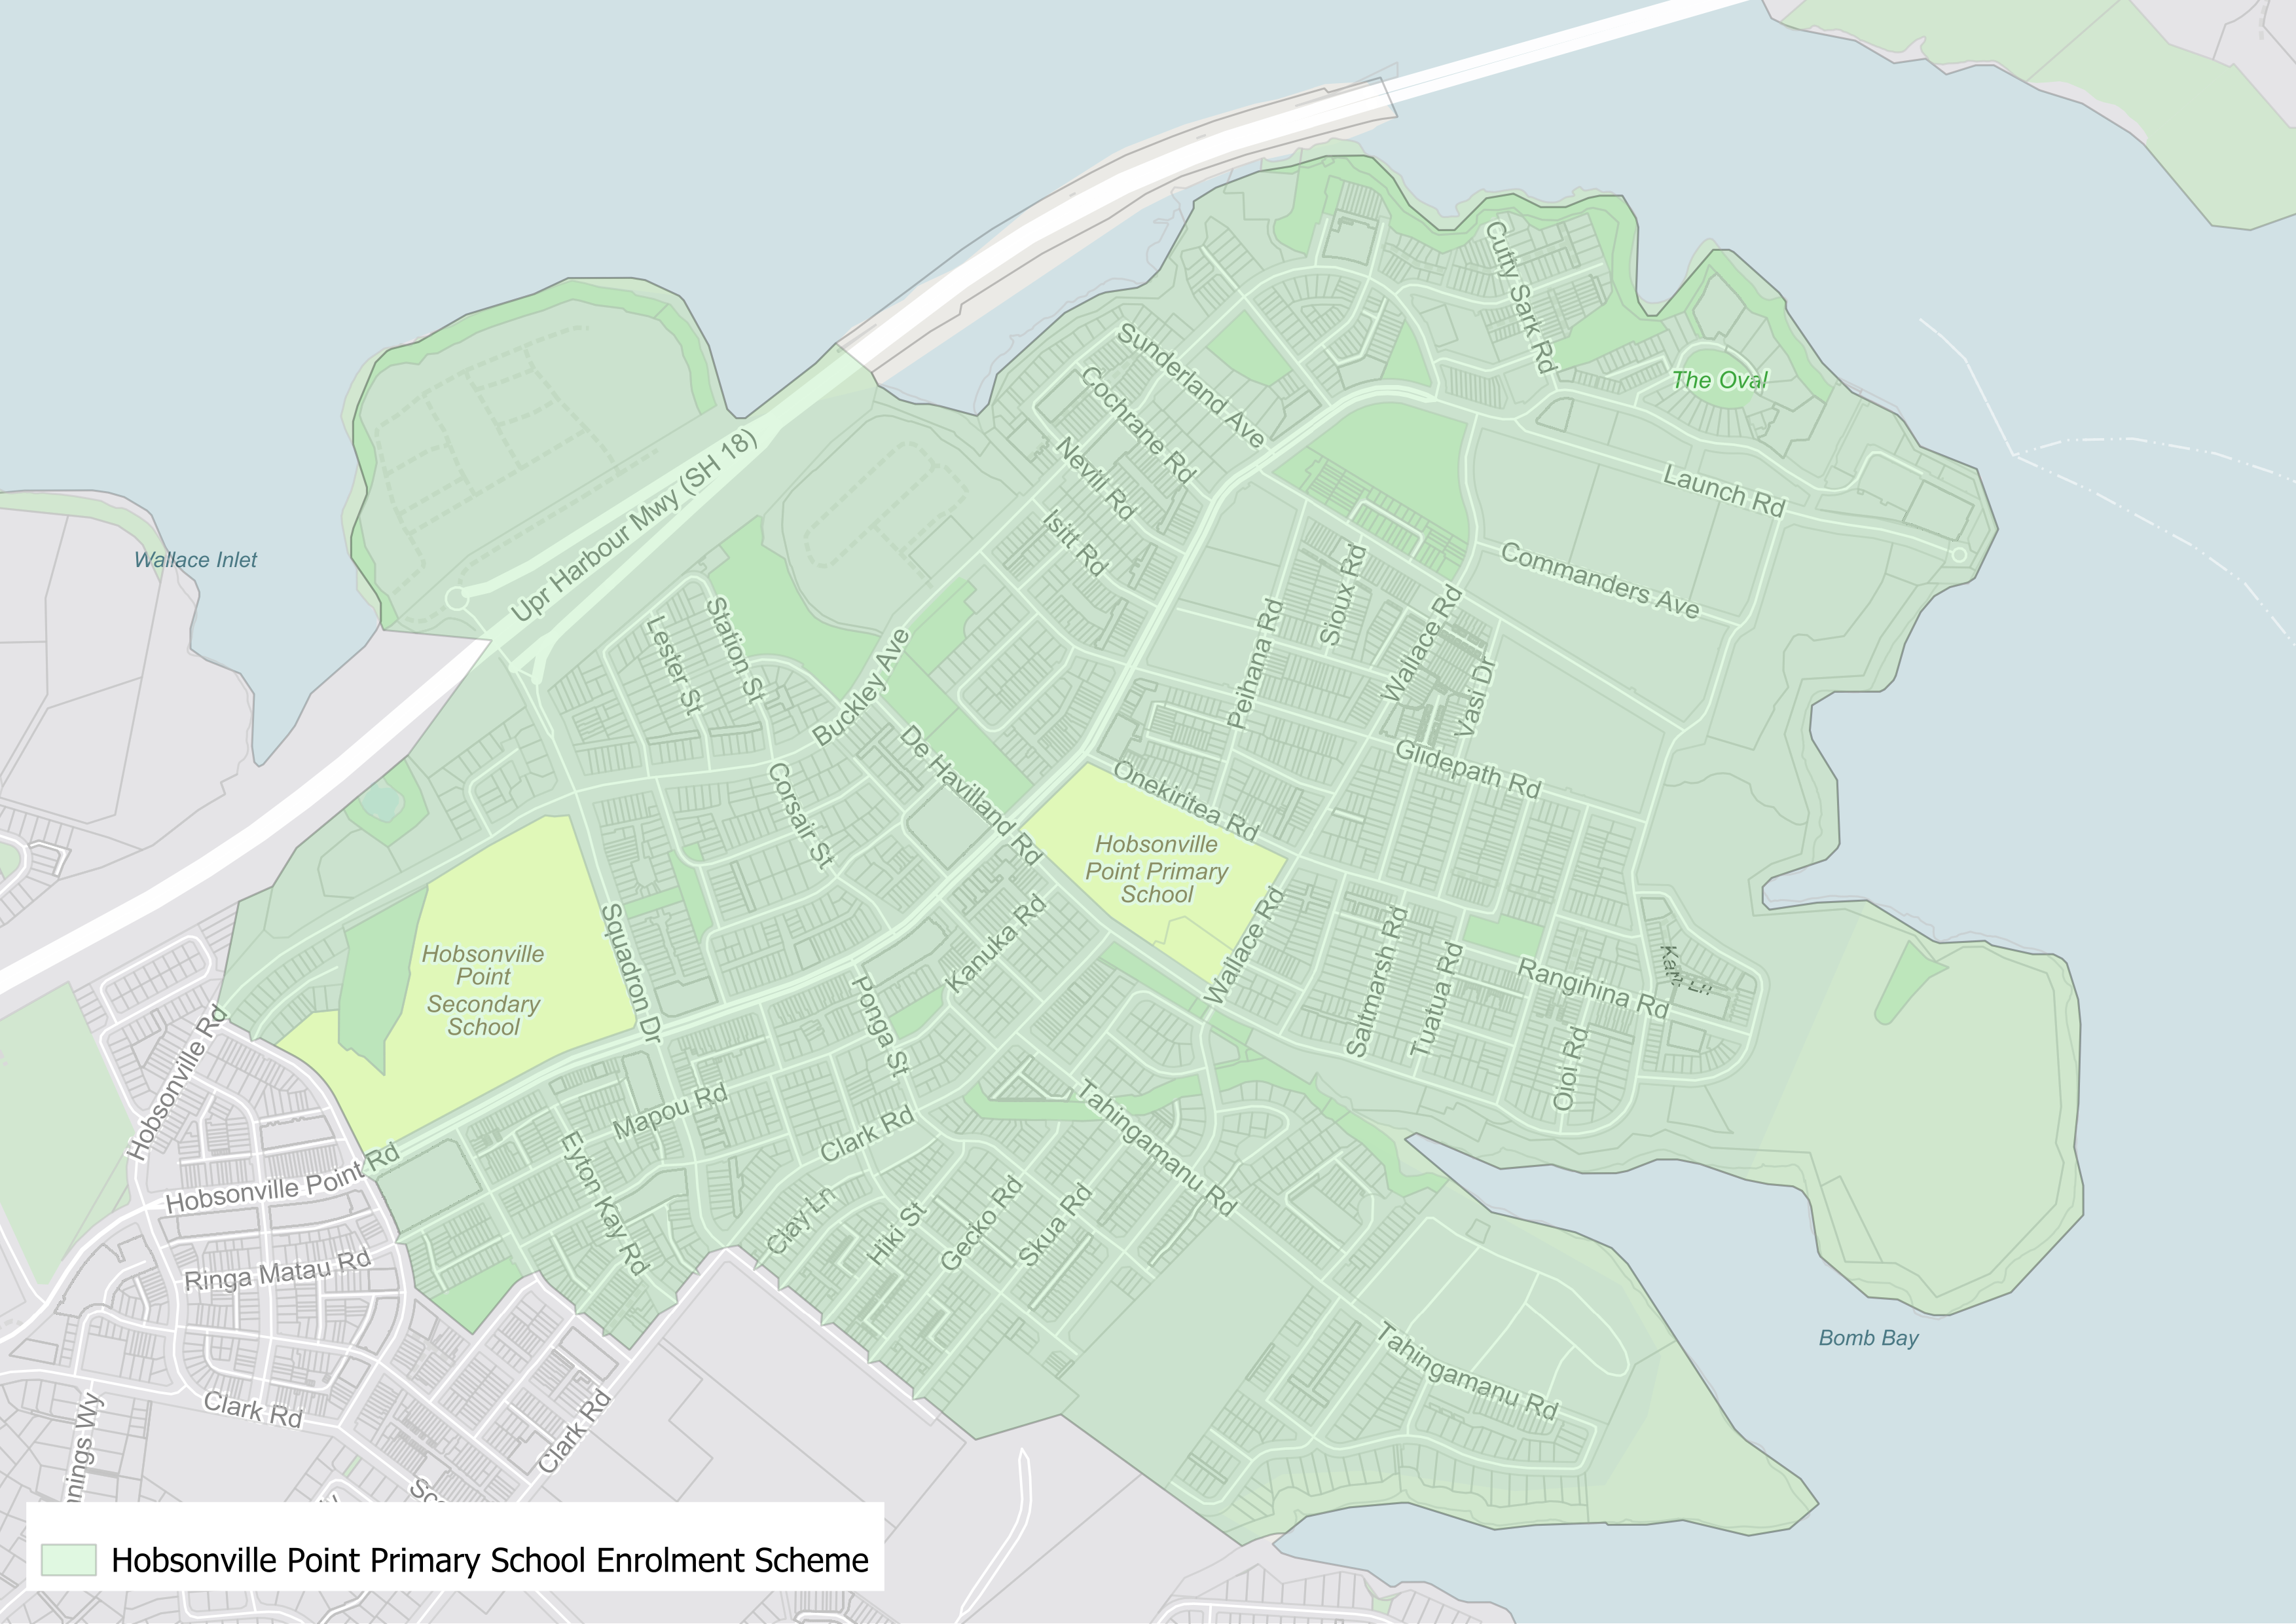 Cutty Sark Rd
Sunderland Ave
The Oval
Cochrane Rd
Nevill Rd
Launch Rd
Upr Harbour Mwy (SH 18)
Isitt Rd
Wallace Inlet
Commanders Ave
Sioux Rd
Station St
Lester St
Peihana Rd
Wallace Rd
Buckley Ave
Vasi Dr
De Havilland Rd
Glidepath Rd
Corsair St
Onekiritea Rd
Hobsonville
Point Primary
School
Squadron Dr
Kanuka Rd
Wallace Rd
Saltmarsh Rd
Hobsonville
Point
Secondary
School
Tuatua Rd
Rangihina Rd
Ponga St
Hobsonville Rd
Oioi Rd
Mapou Rd
Clark Rd
Tahingamanu Rd
Hobsonville Point Rd
Eyton Kay Rd
Clay Ln
Hiki St
Gecko Rd
Skua Rd
Ringa Matau Rd
Bomb Bay
Tahingamanu Rd
Clark Rd
Clark Rd
Hobsonville Point Primary School Enrolment Scheme